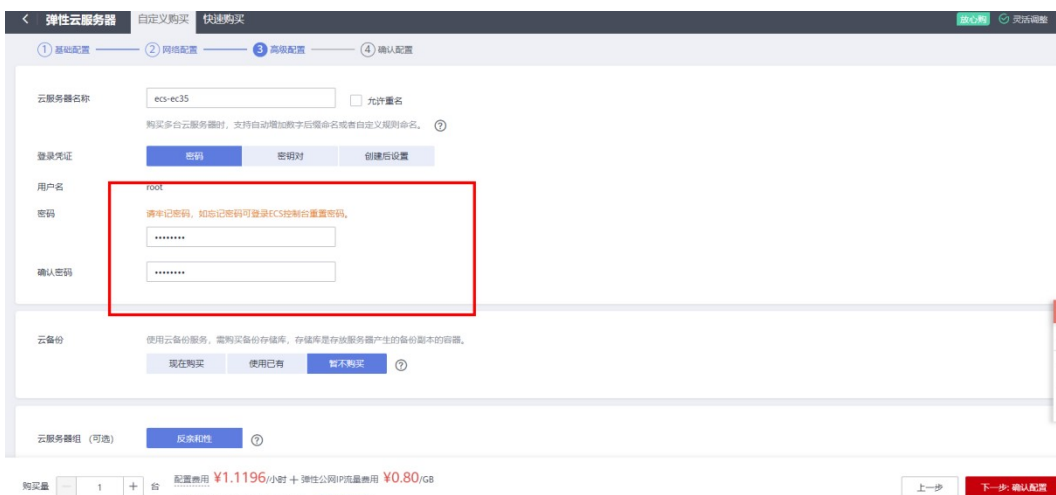 弹性云服务器 自定义购买 快速购买 放心购 灵活调整
1 基础配置 2 网络配置 3 高级配置 4 确认配置
云服务器名称 ecs-ec35 允许重名
购买多台云服务器时，支持自动增加数字后缀命名或者自定义规则命名。
登录凭证 密码 密钥对 创建后设置
用户名 root
密码 请牢记密码，如忘记密码可登录ECS控制台重置密码。
••••••••
确认密码 ••••••••
云备份 使用云备份服务，需购买备份存储库，存储库是存放服务器产生的备份副本的容器。
现在购买 使用已有 暂不购买
云服务器组 (可选) 反亲和性
购买量 1 台 配置费用 ¥1.1196/小时 + 弹性公网IP流量费用 ¥0.80/GB 上一步 下一步: 确认配置